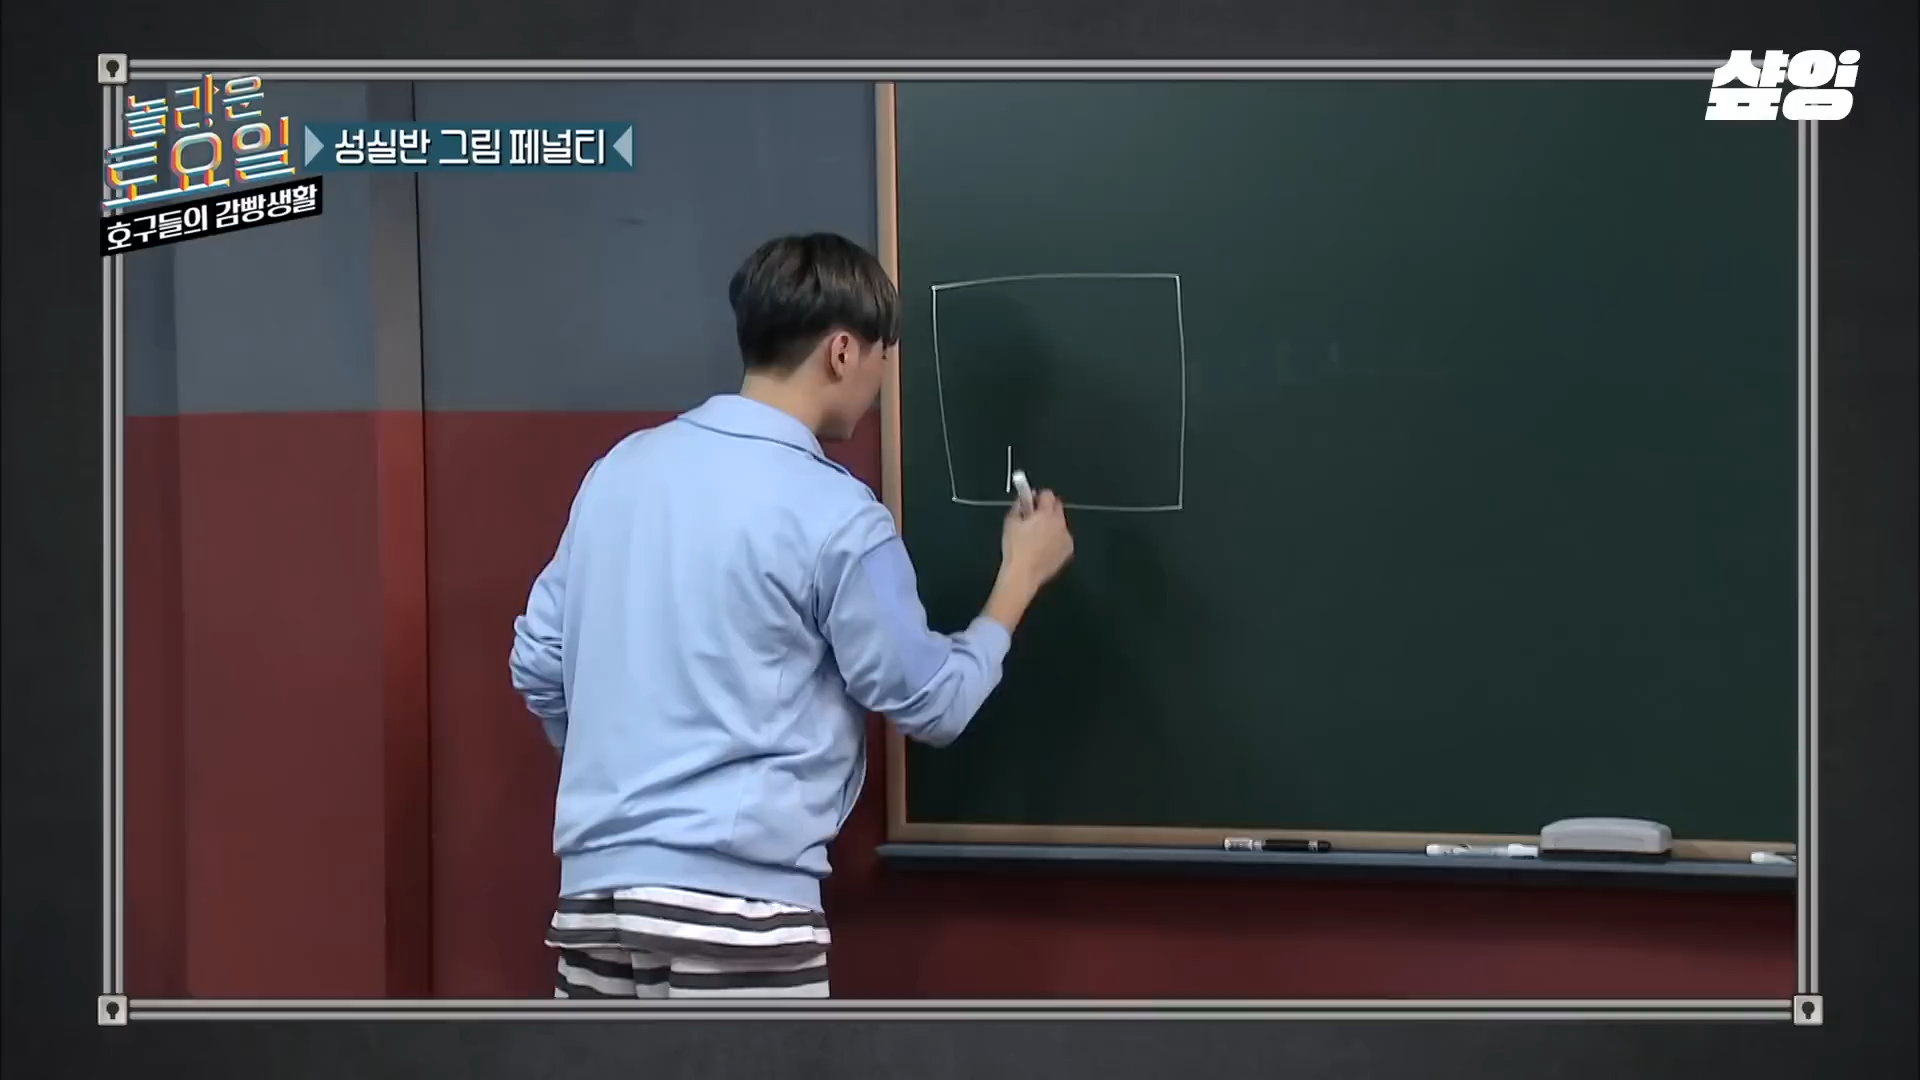 놀라운
토요일
호구들의 감빵생활
성실반 그림 페널티
샾잉